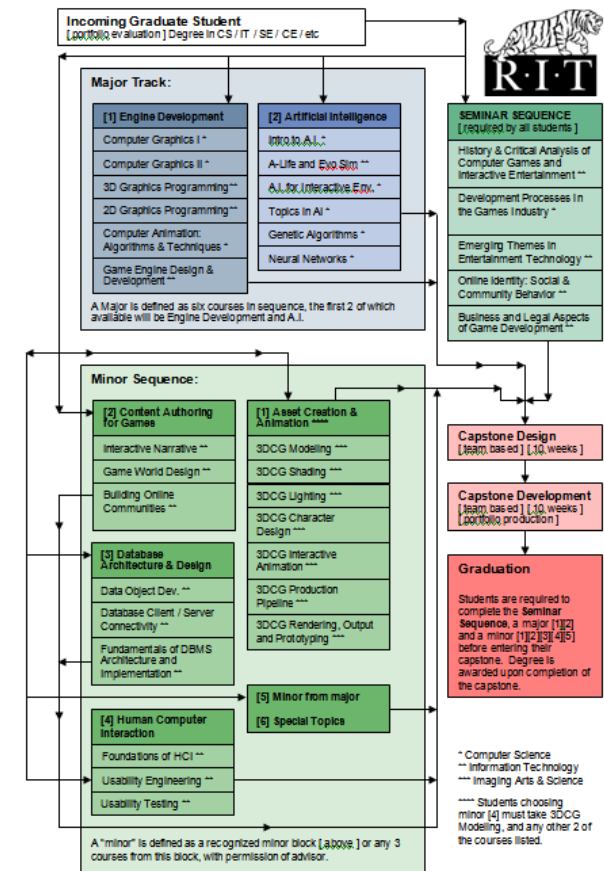 Incoming Graduate Student
[ portfolio evaluation ] Degree in CS / IT / SE / CE / etc
R·I·T
Major Track:
[1] Engine Development
Computer Graphics I *
Computer Graphics II *
3D Graphics Programming **
2D Graphics Programming **
Computer Animation:
Algorithms & Techniques *
Game Engine Design &
Development **
[2] Artificial Intelligence
Intro to A.I. *
A-Life and Evo Sim **
A.I. for Interactive Env. *
Topics in AI *
Genetic Algorithms *
Neural Networks *
A Major is defined as six courses in sequence, the first 2 of which
available will be Engine Development and A.I.
SEMINAR SEQUENCE
[ required by all students ]
History & Critical Analysis of
Computer Games and
Interactive Entertainment **
Development Processes in
the Games Industry *
Emerging Themes in
Entertainment Technology **
Online Identity: Social &
Community Behavior **
Business and Legal Aspects
of Game Development **
Minor Sequence:
[2] Content Authoring
for Games
Interactive Narrative **
Game World Design **
Building Online
Communities **
[3] Database
Architecture & Design
Data Object Dev. **
Database Client / Server
Connectivity **
Fundamentals of DBMS
Architecture and
Implementation **
[4] Human Computer
Interaction
Foundations of HCI **
Usability Engineering **
Usability Testing **
[1] Asset Creation &
Animation ****
3DCG Modeling ***
3DCG Shading ***
3DCG Lighting ***
3DCG Character
Design ***
3DCG Interactive
Animation ***
3DCG Production
Pipeline ***
3DCG Rendering, Output
and Prototyping ***
[5] Minor from major
[6] Special Topics
A "minor" is defined as a recognized minor block [ above ] or any 3
courses from this block, with permission of advisor.
Capstone Design
[ team based ] [ 10 weeks ]
Capstone Development
[ team based ] [ 10 weeks ]
[ portfolio production ]
Graduation
Students are required to
complete the Seminar
Sequence, a major [1][2]
and a minor [1][2][3][4][5]
before entering their
capstone. Degree is
awarded upon completion of
the capstone.
* Computer Science
** Information Technology
*** Imaging Arts & Science
**** Students choosing
minor [4] must take 3DCG
Modeling, and any other 2 of
the courses listed.